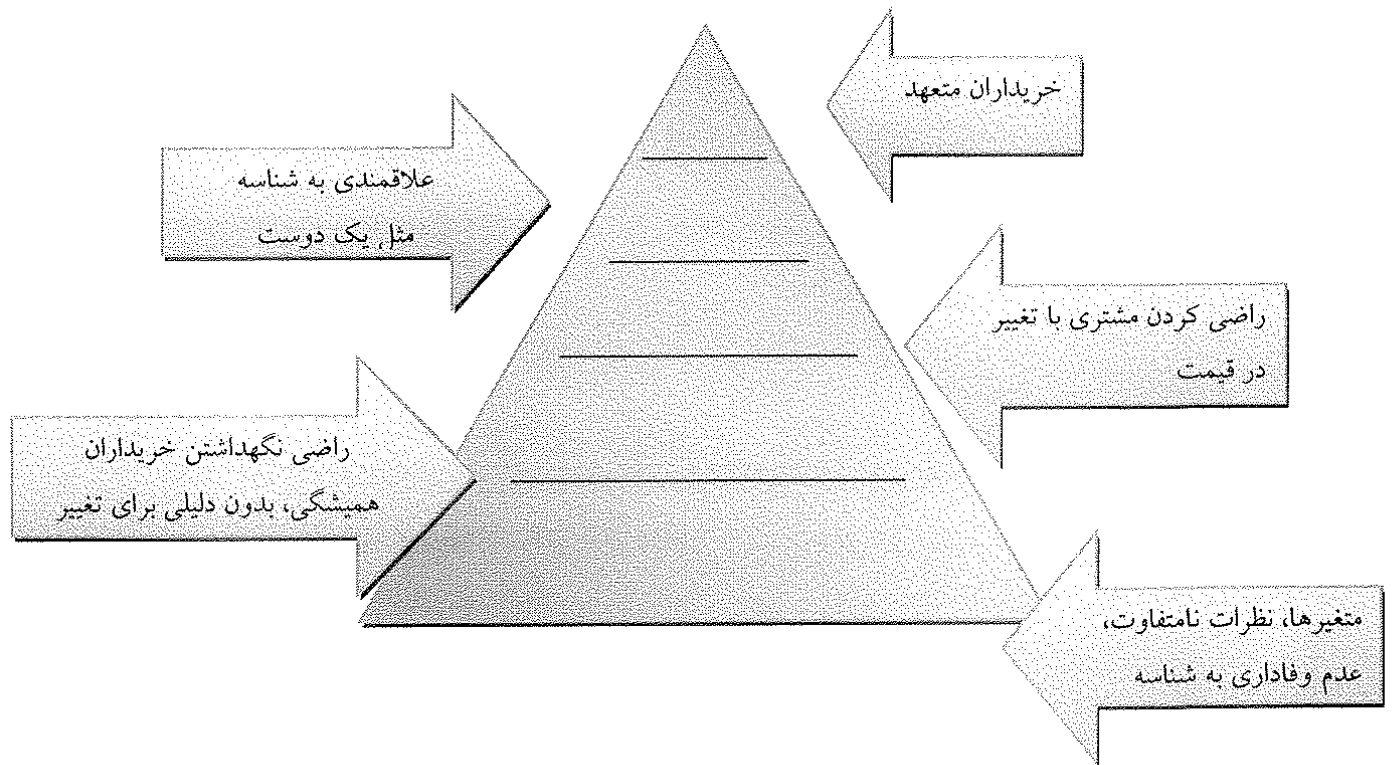 خریداران متعهد
علاقمندی به شناسه
مثل یک دوست
راضی کردن مشتری با تغییر
در قیمت
راضی نگهداشتن خریداران
همیشگی، بدون دلیلی برای تغییر
متغیرها، نظرات نامتفاوت،
عدم وفاداری به شناسه